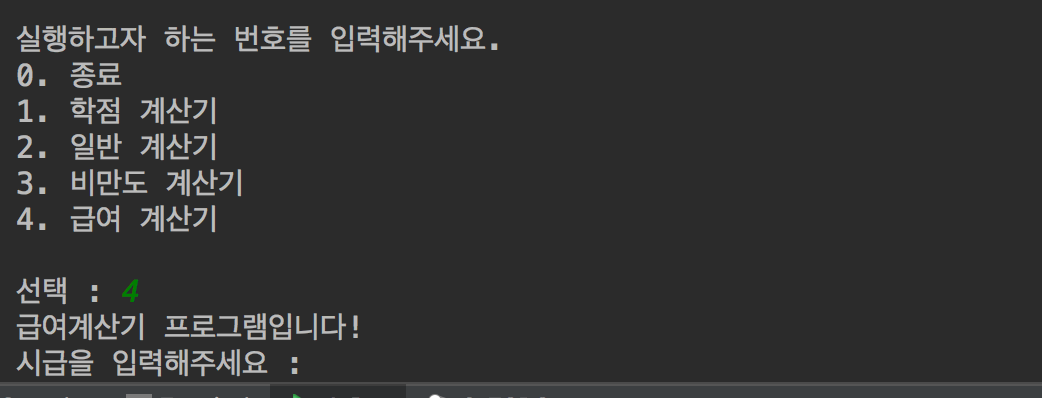 실행하고자 하는 번호를 입력해주세요.
0. 종료
1. 학점 계산기
2. 일반 계산기
3. 비만도 계산기
4. 급여 계산기
선택 : 4
급여계산기 프로그램입니다!
시급을 입력해주세요 :